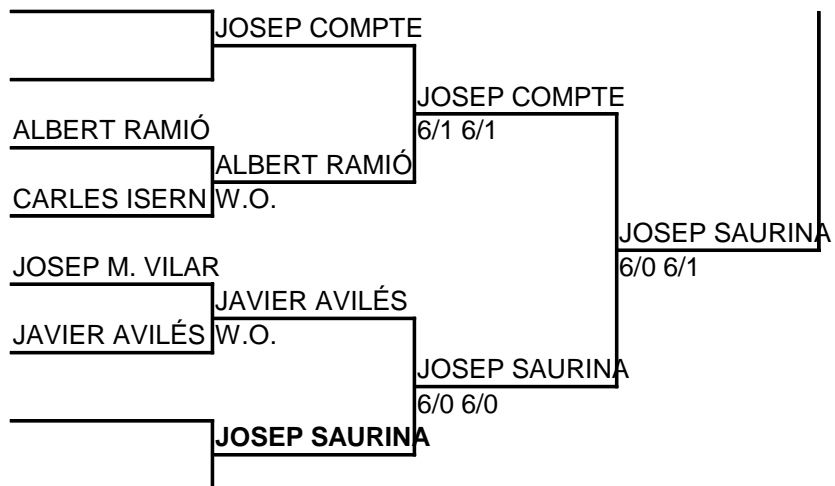 JOSEP COMPTE
JOSEP COMPTE
6/1 6/1
ALBERT RAMIÓ
ALBERT RAMIÓ
CARLES ISERN
W.O.
JOSEP SAURINA
6/0 6/1
JOSEP M. VILAR
JAVIER AVILÉS
JAVIER AVILÉS
W.O.
JOSEP SAURINA
6/0 6/0
JOSEP SAURINA